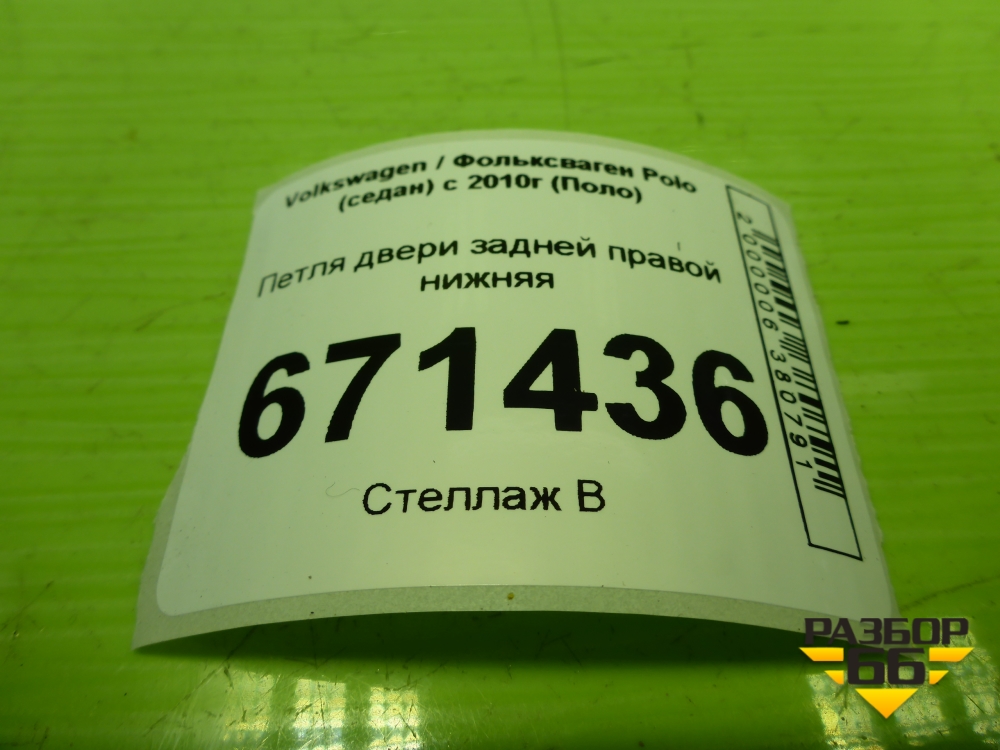 Volkswagen / Фольксваген Polo
(седан) с 2010г (Поло)
Петля двери задней правой
нижняя
671436
Стеллаж В
2000006380791
РАЗБОР
66